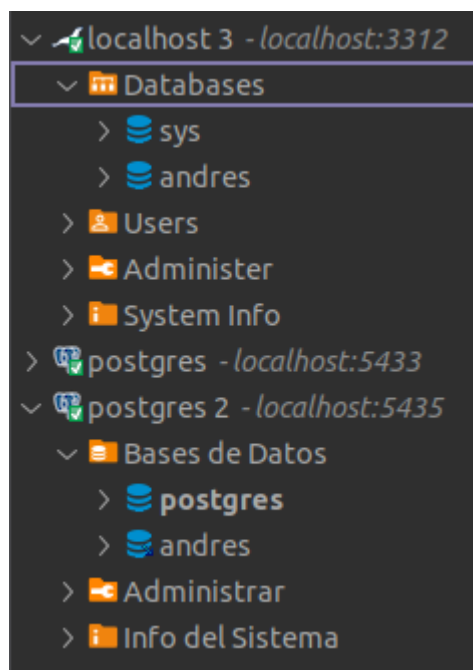 localhost 3 - localhost:3312
Databases
sys
andres
Users
Administer
System Info
postgres - localhost:5433
postgres 2 - localhost:5435
Bases de Datos
postgres
andres
Administrar
Info del Sistema